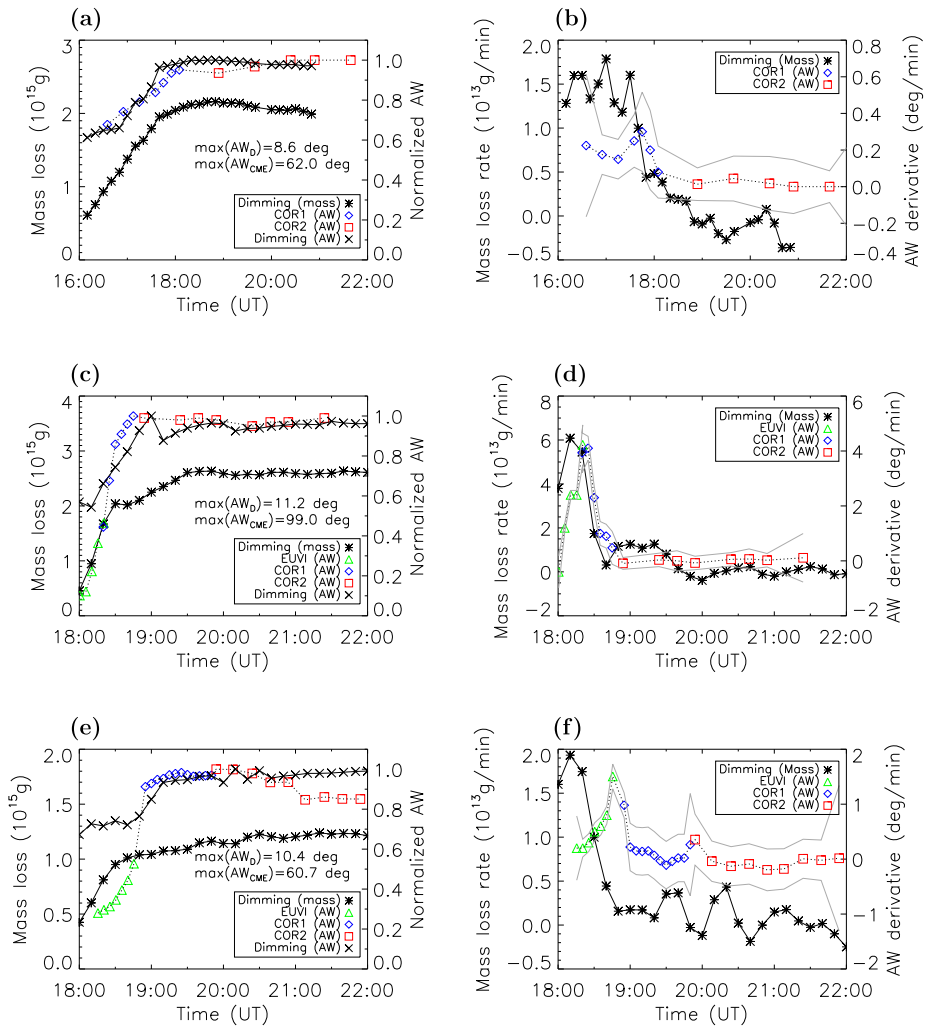 (a)
3
2
1
0
Mass loss (10^15 g)
1.0
0.8
0.6
0.4
0.2
0.0
Normalized AW
max(AW_D)=8.6 deg
max(AW_CME)=62.0 deg
Dimming (mass)
COR1 (AW)
COR2 (AW)
Dimming (AW)
16:00 18:00 20:00 22:00
Time (UT)
(b)
2.0
1.5
1.0
0.5
0.0
−0.5
Mass loss rate (10^13 g/min)
0.8
0.6
0.4
0.2
0.0
−0.2
−0.4
AW derivative (deg/min)
Dimming (Mass)
COR1 (AW)
COR2 (AW)
16:00 18:00 20:00 22:00
Time (UT)
(c)
4
3
2
1
0
Mass loss (10^15 g)
1.0
0.8
0.6
0.4
0.2
0.0
Normalized AW
max(AW_D)=11.2 deg
max(AW_CME)=99.0 deg
Dimming (mass)
EUVI (AW)
COR1 (AW)
COR2 (AW)
Dimming (AW)
18:00 19:00 20:00 21:00 22:00
Time (UT)
(d)
8
6
4
2
0
−2
Mass loss rate (10^13 g/min)
6
4
2
0
−2
AW derivative (deg/min)
Dimming (Mass)
EUVI (AW)
COR1 (AW)
COR2 (AW)
18:00 19:00 20:00 21:00 22:00
Time (UT)
(e)
2.0
1.5
1.0
0.5
0.0
Mass loss (10^15 g)
1.0
0.8
0.6
0.4
0.2
0.0
Normalized AW
max(AW_D)=10.4 deg
max(AW_CME)=60.7 deg
Dimming (mass)
EUVI (AW)
COR1 (AW)
COR2 (AW)
Dimming (AW)
18:00 19:00 20:00 21:00 22:00
Time (UT)
(f)
2.0
1.5
1.0
0.5
0.0
−0.5
Mass loss rate (10^13 g/min)
2
1
0
−1
−2
AW derivative (deg/min)
Dimming (Mass)
EUVI (AW)
COR1 (AW)
COR2 (AW)
18:00 19:00 20:00 21:00 22:00
Time (UT)